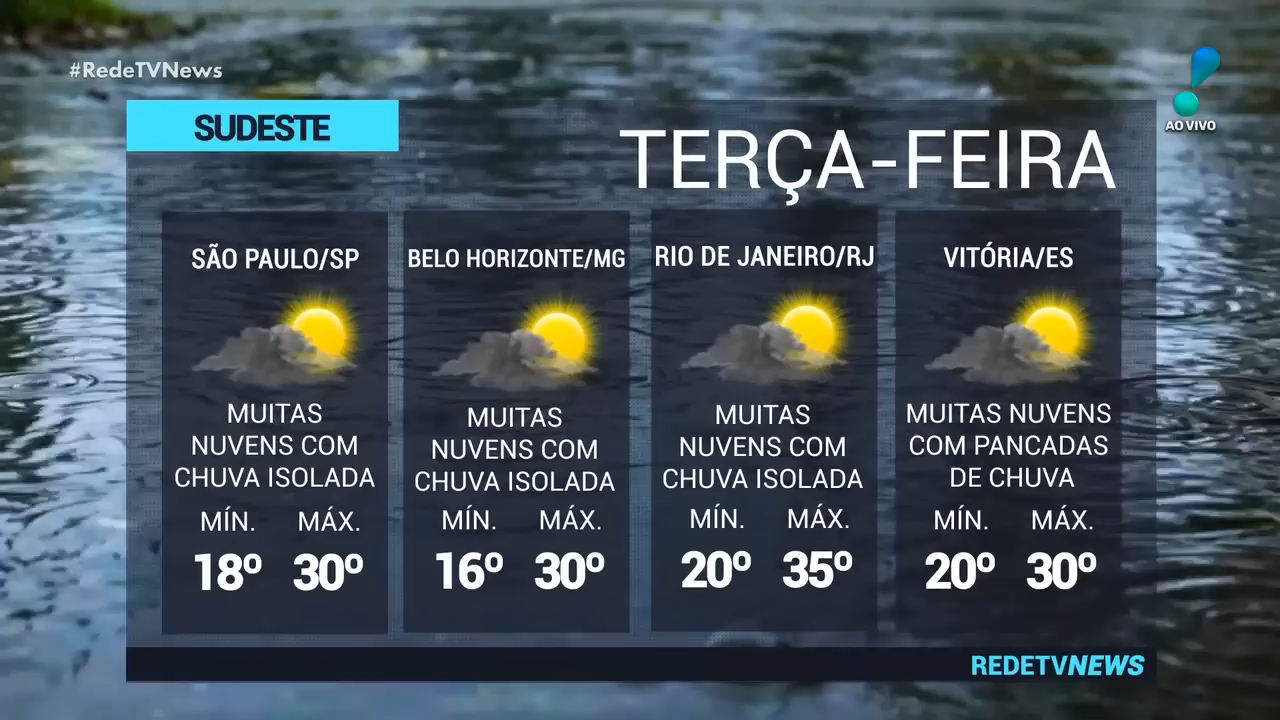 #RedeTVNews
AO VIVO
SUDESTE
TERÇA-FEIRA
SÃO PAULO/SP
MUITAS
NUVENS COM
CHUVA ISOLADA
MÍN. MÁX.
18º 30º
BELO HORIZONTE/MG
MUITAS
NUVENS COM
CHUVA ISOLADA
MÍN. MÁX.
16º 30º
RIO DE JANEIRO/RJ
MUITAS
NUVENS COM
CHUVA ISOLADA
MÍN. MÁX.
20º 35º
VITÓRIA/ES
MUITAS NUVENS
COM PANCADAS
DE CHUVA
MÍN. MÁX.
20º 30º
REDETVNEWS